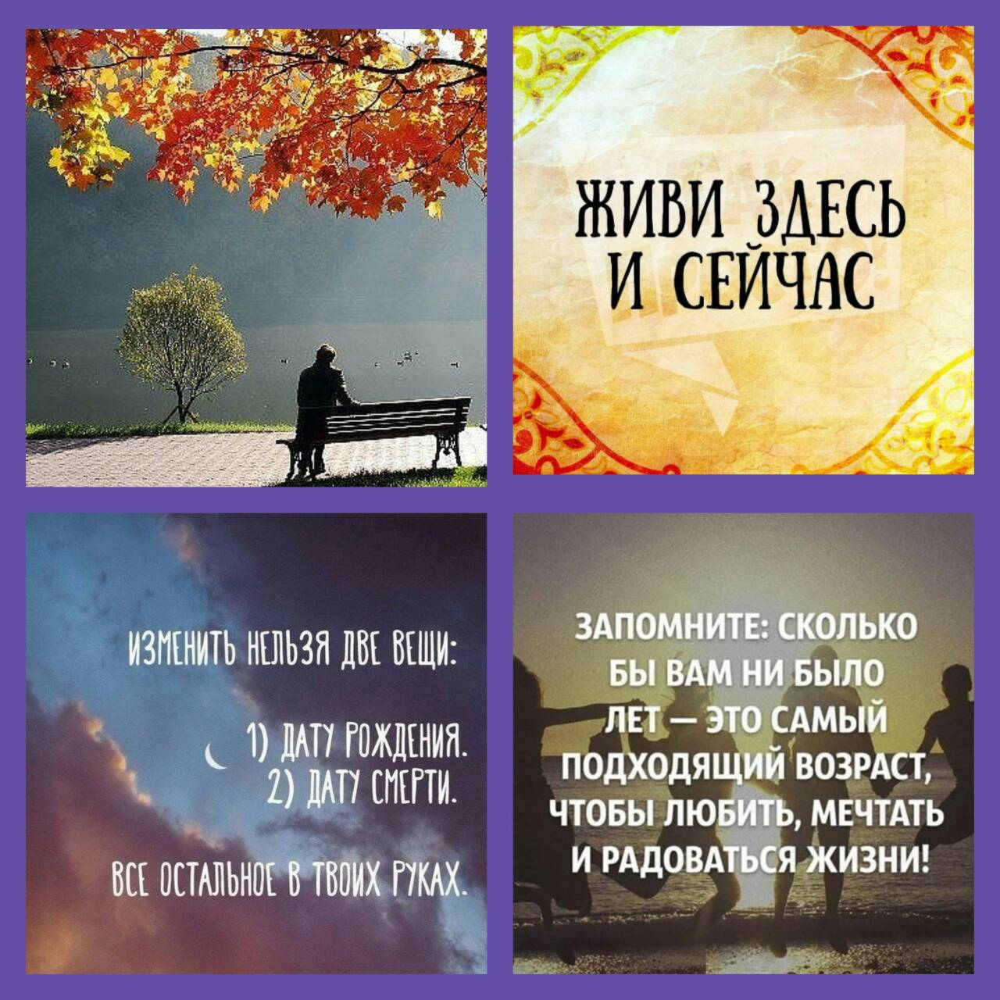 ЖИВИ ЗДЕСЬ
И СЕЙЧАС
ИЗМЕНИТЬ НЕЛЬЗЯ ДВЕ ВЕЩИ:
1) ДАТУ РОЖДЕНИЯ.
2) ДАТУ СМЕРТИ.
ВСЕ ОСТАЛЬНОЕ В ТВОИХ РУКАХ.
ЗАПОМНИТЕ: СКОЛЬКО
БЫ ВАМ НИ БЫЛО
ЛЕТ — ЭТО САМЫЙ
ПОДХОДЯЩИЙ ВОЗРАСТ,
ЧТОБЫ ЛЮБИТЬ, МЕЧТАТЬ
И РАДОВАТЬСЯ ЖИЗНИ!